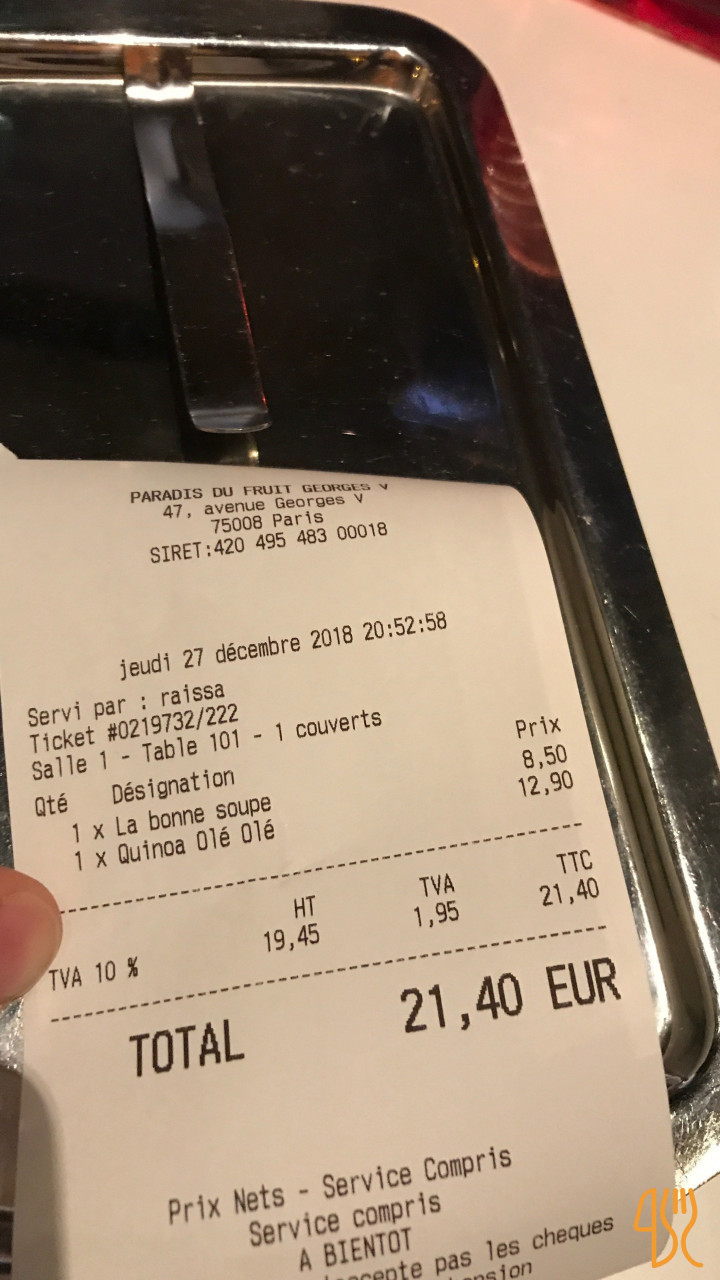 PARADIS DU FRUIT GEORGES V
47, avenue Georges V
75008 Paris
SIRET:420 495 483 00018
jeudi 27 décembre 2018 20:52:58
Servi par : raissa
Ticket #0219732/222
Salle 1 - Table 101 - 1 couverts
Qté Désignation Prix
1 x La bonne soupe 8,50
1 x Quinoa Olé Olé 12,90
HT TVA TTC
TVA 10 % 19,45 1,95 21,40
TOTAL 21,40 EUR
Prix Nets - Service Compris
Service compris
A BIENTOT
pas les cheques